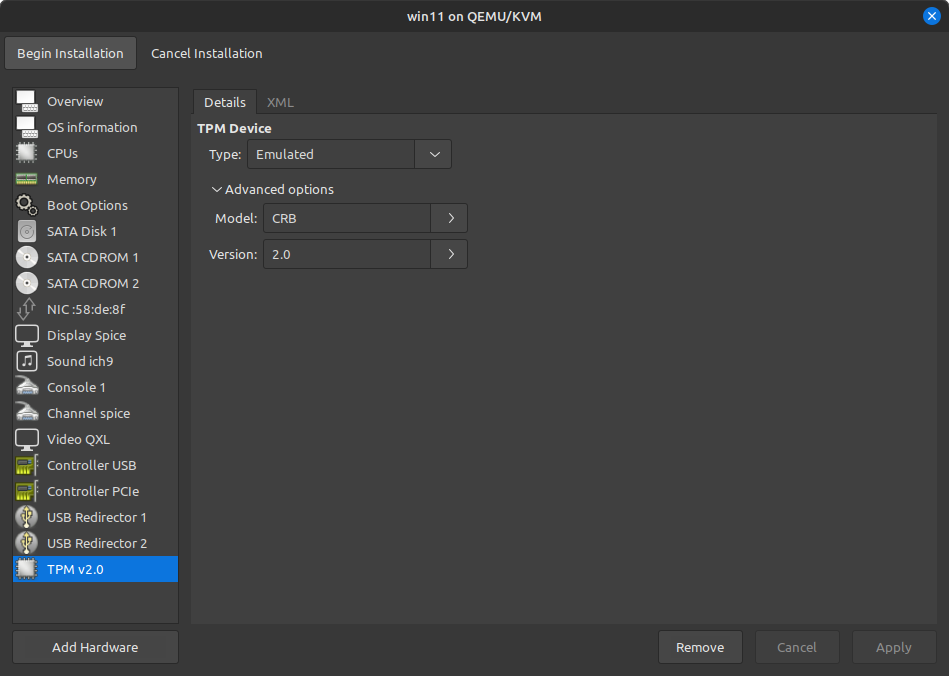 win11 on QEMU/KVM
Begin Installation
Cancel Installation
Overview
OS information
CPUs
Memory
Boot Options
SATA Disk 1
SATA CDROM 1
SATA CDROM 2
NIC :58:de:8f
Display Spice
Sound ich9
Console 1
Channel spice
Video QXL
Controller USB
Controller PCIe
USB Redirector 1
USB Redirector 2
TPM v2.0
Add Hardware
Details
XML
TPM Device
Type: Emulated
Advanced options
Model: CRB
Version: 2.0
Remove
Cancel
Apply